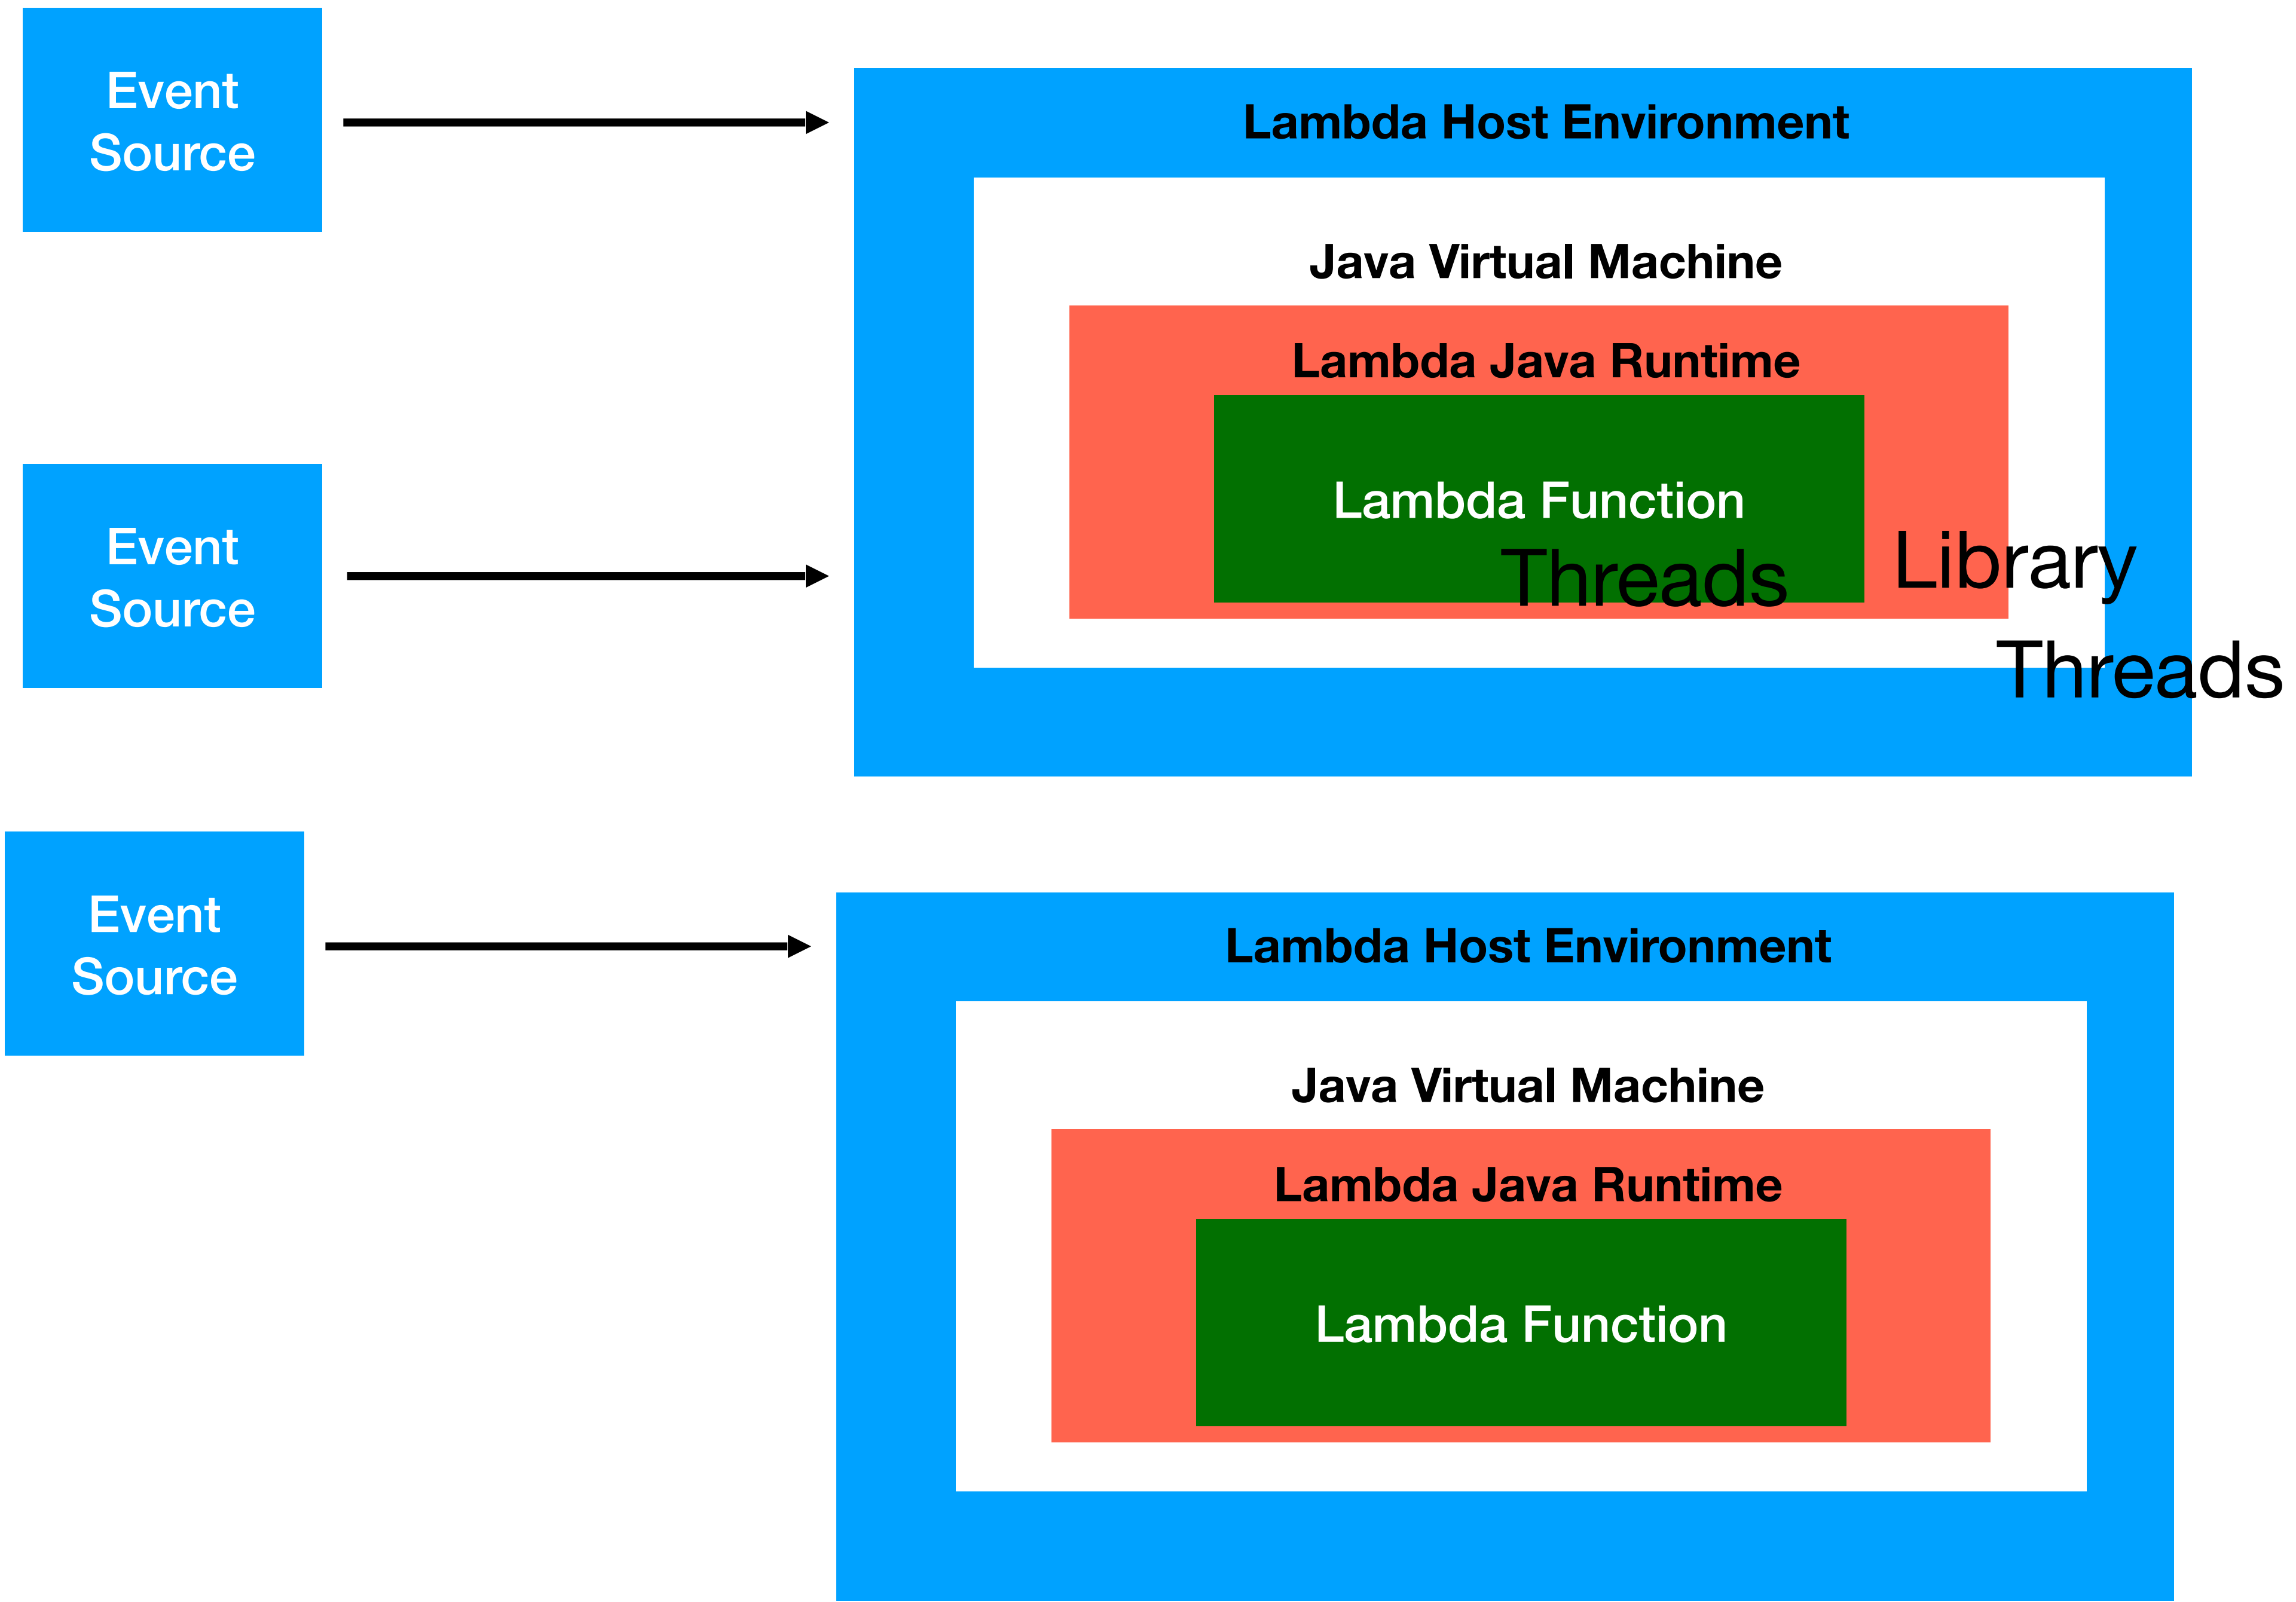 Event
Source
Lambda Host Environment
Java Virtual Machine
Lambda Java Runtime
Lambda Function
Event
Source
Threads
Library
Threads
Event
Source
Lambda Host Environment
Java Virtual Machine
Lambda Java Runtime
Lambda Function